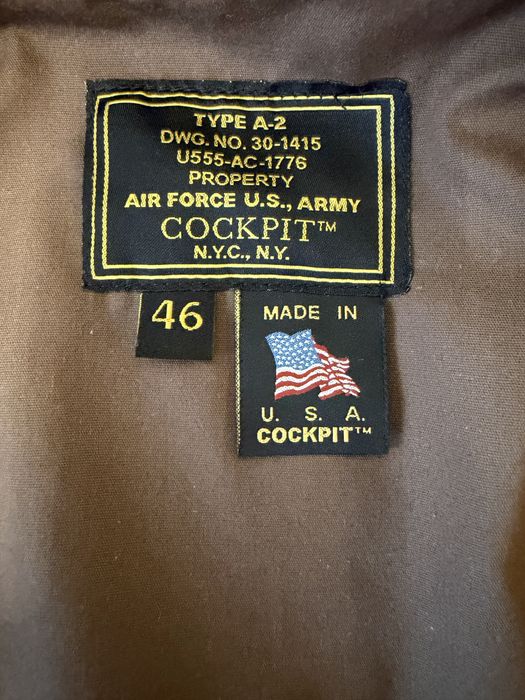 TYPE A-2
DWG. NO. 30-1415
U555-AC-1776
PROPERTY
AIR FORCE U.S., ARMY
COCKPIT™
N.Y.C., N.Y.
46
MADE IN
U. S. A.
COCKPIT™